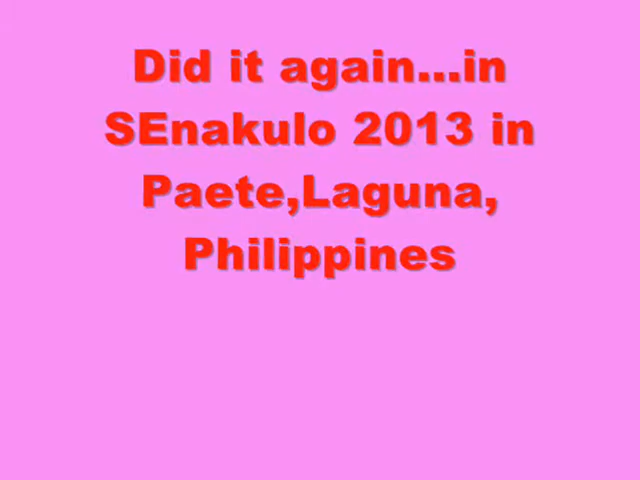 Did it again...in
SEnakulo 2013 in
Paete,Laguna,
Philippines